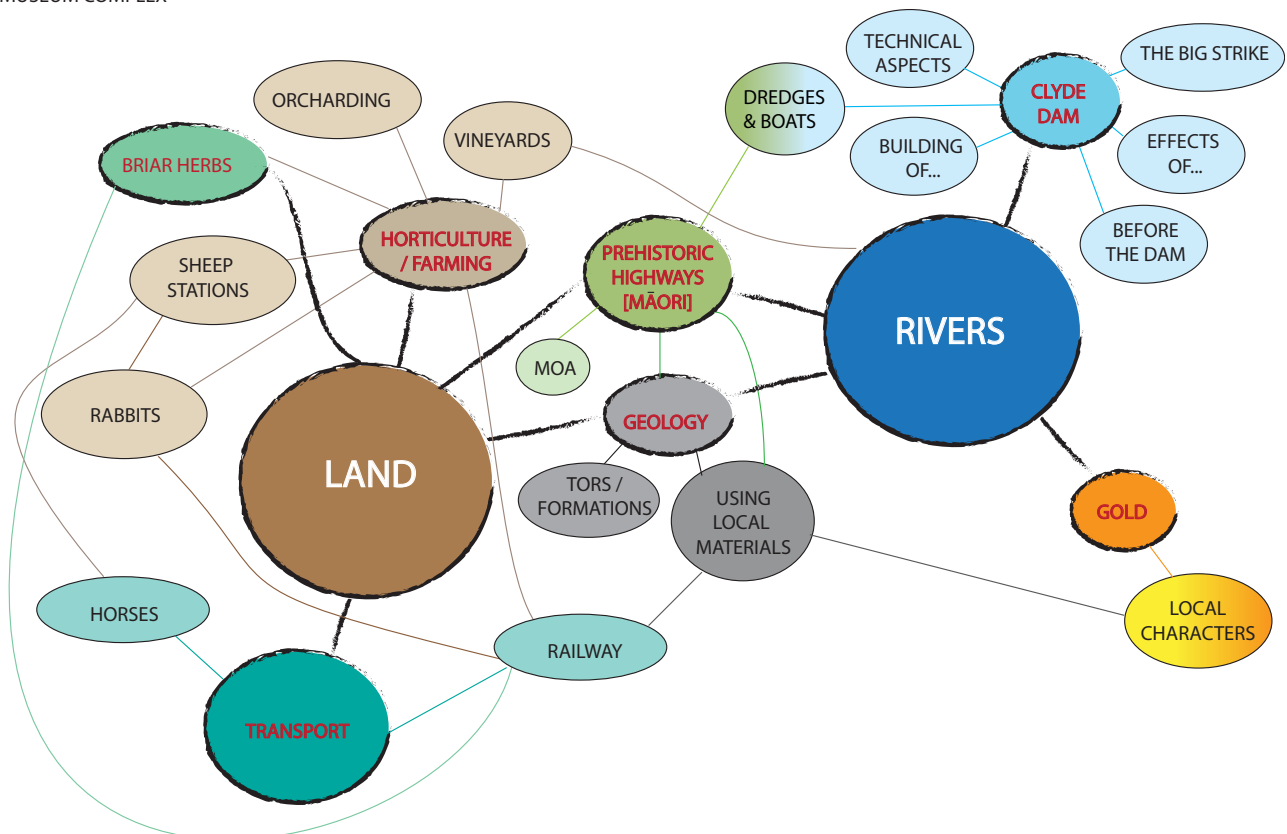 MUSEUM COMPLEX
TECHNICAL
ASPECTS
THE BIG STRIKE
CLYDE
DAM
ORCHARDING
DREDGES
& BOATS
VINEYARDS
BUILDING
OF...
EFFECTS
OF...
BRIAR HERBS
HORTICULTURE
/ FARMING
PREHISTORIC
HIGHWAYS
[MĀORI]
BEFORE
THE DAM
SHEEP
STATIONS
RIVERS
MOA
RABBITS
GEOLOGY
LAND
TORS /
FORMATIONS
USING
LOCAL
MATERIALS
GOLD
HORSES
LOCAL
CHARACTERS
RAILWAY
TRANSPORT